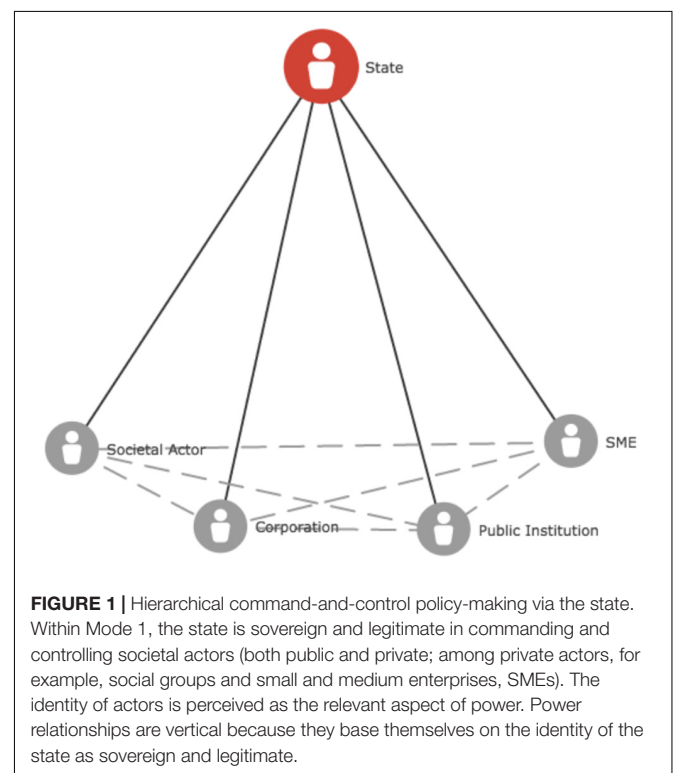 State
Societal Actor
SME
Corporation
Public Institution
FIGURE 1 | Hierarchical command-and-control policy-making via the state.
Within Mode 1, the state is sovereign and legitimate in commanding and
controlling societal actors (both public and private; among private actors, for
example, social groups and small and medium enterprises, SMEs). The
identity of actors is perceived as the relevant aspect of power. Power
relationships are vertical because they base themselves on the identity of the
state as sovereign and legitimate.